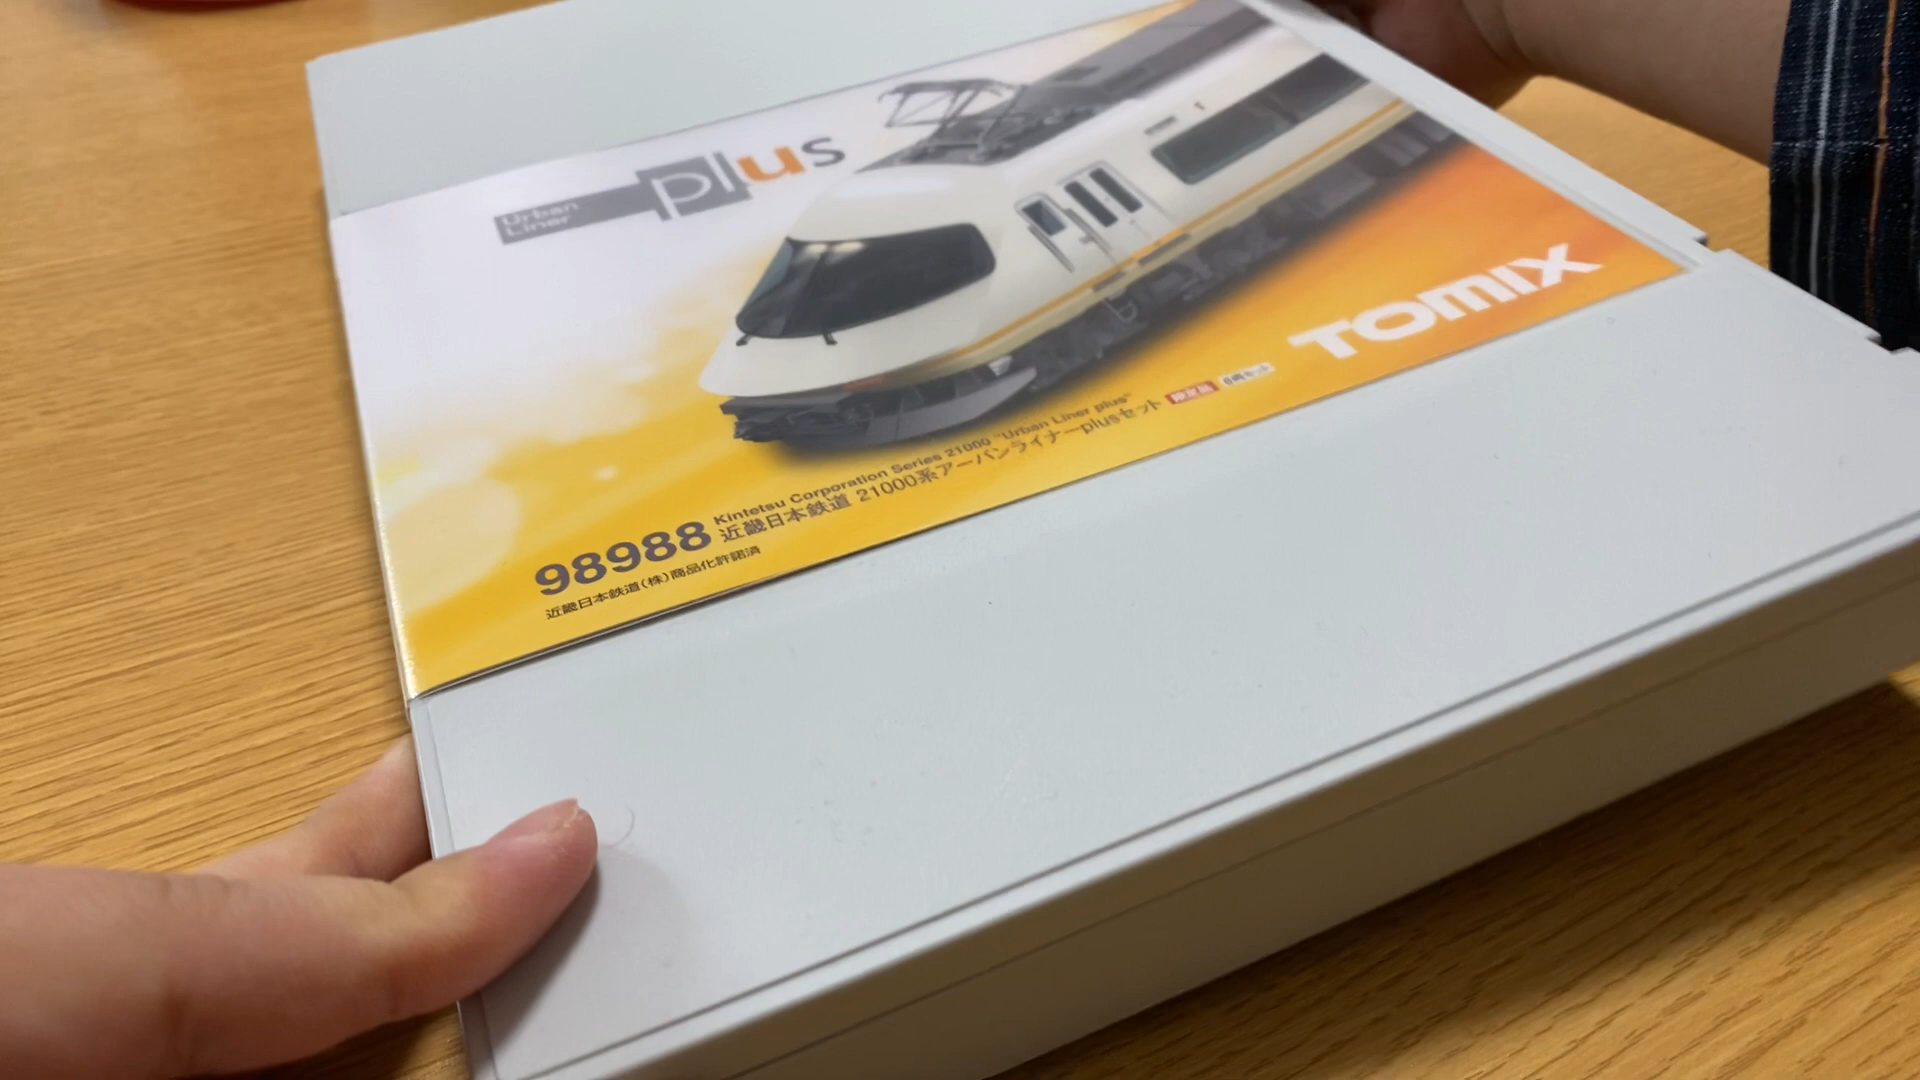 Urban
Liner
plus
TOMIX
98988
Kintetsu Corporation Series 21000 "Urban Liner plus"
近畿日本鉄道 21000系アーバンライナーplusセット 限定品 8両セット
近畿日本鉄道(株)商品化許諾済